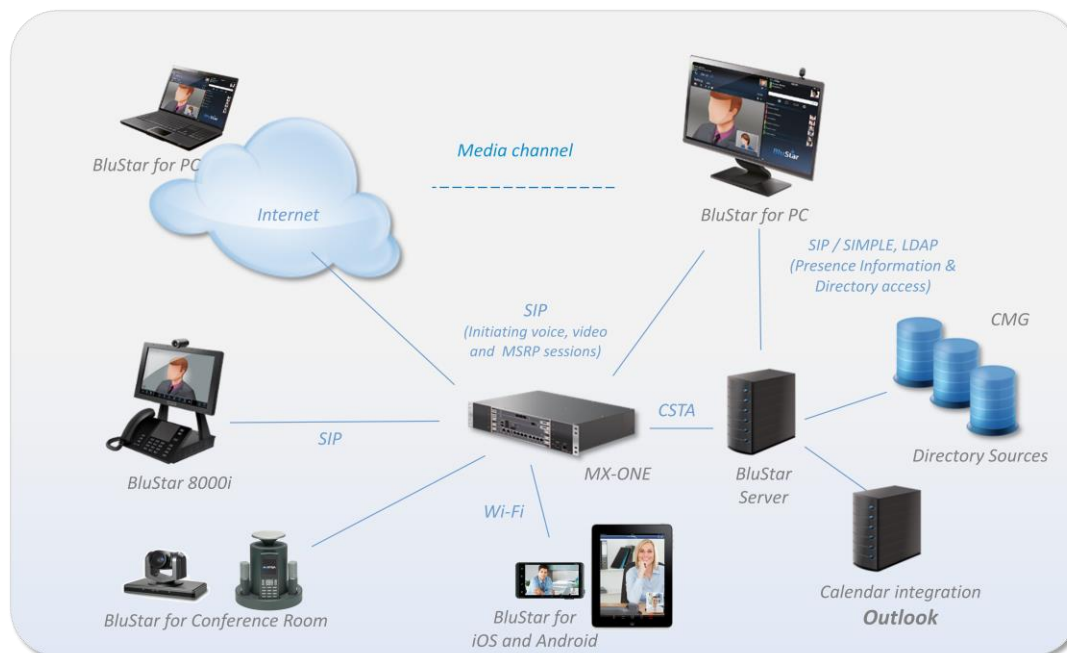 BluStar for PC
Media channel
Internet
BluStar
BluStar for PC
SIP / SIMPLE, LDAP
(Presence Information &
Directory access)
SIP
(Initiating voice, video
and MSRP sessions)
CMG
SIP
CSTA
BluStar 8000i
MX-ONE
BluStar
Server
Directory Sources
Wi-Fi
BluStar for Conference Room
BluStar for
iOS and Android
Calendar integration
Outlook